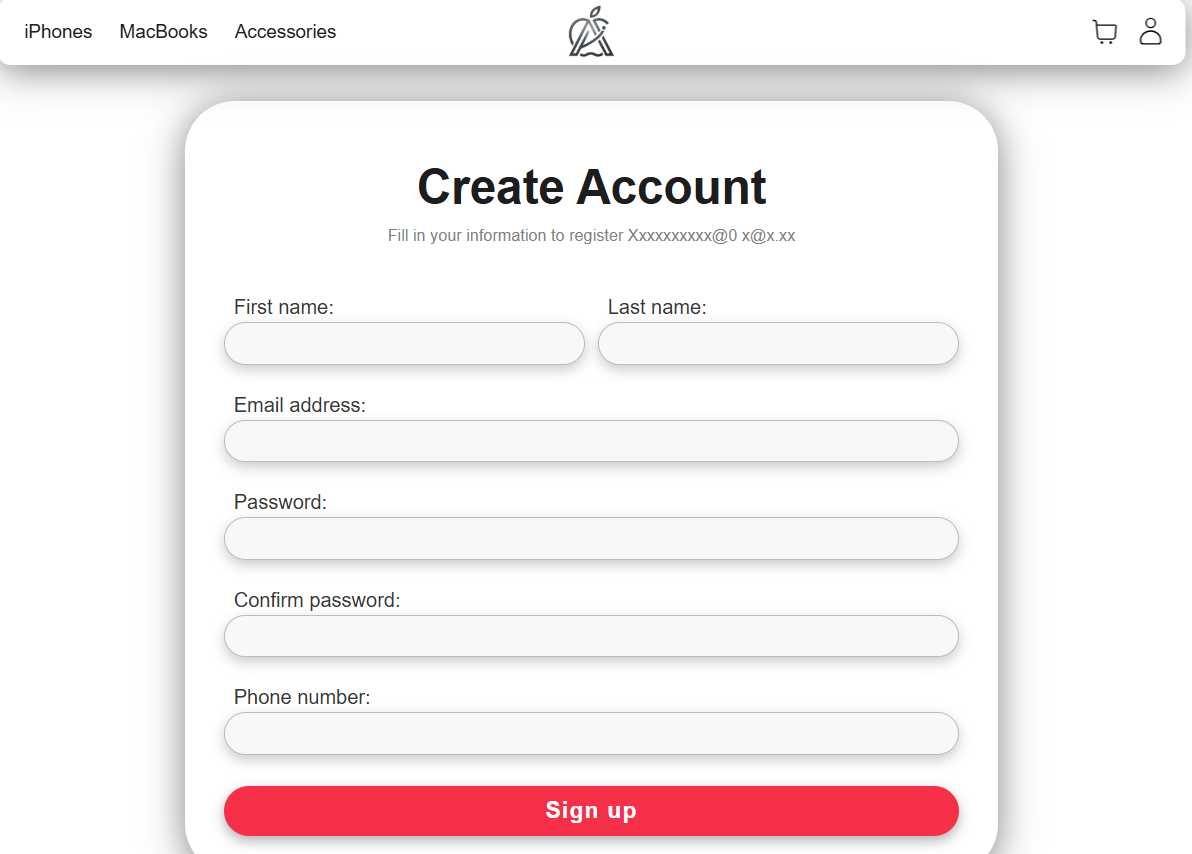 iPhones MacBooks Accessories
Create Account
Fill in your information to register Xxxxxxxxxx@0 x@x.xx
First name: Last name:
Email address:
Password:
Confirm password:
Phone number:
Sign up